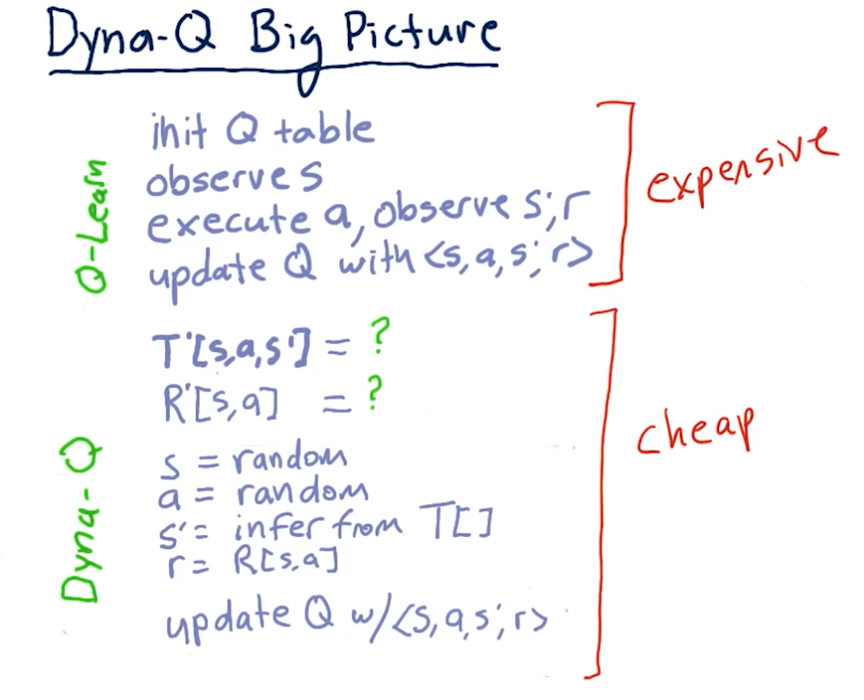 Dyna-Q Big Picture
Q-Learn
init Q table
observe s
execute a, observe s', r
update Q with <s, a, s', r>
expensive
Dyna-Q
T'[s,a,s'] = ?
R'[s,a] = ?
s = random
a = random
s' = infer from T[]
r = R[s,a]
update Q w/<s,a,s',r>
cheap